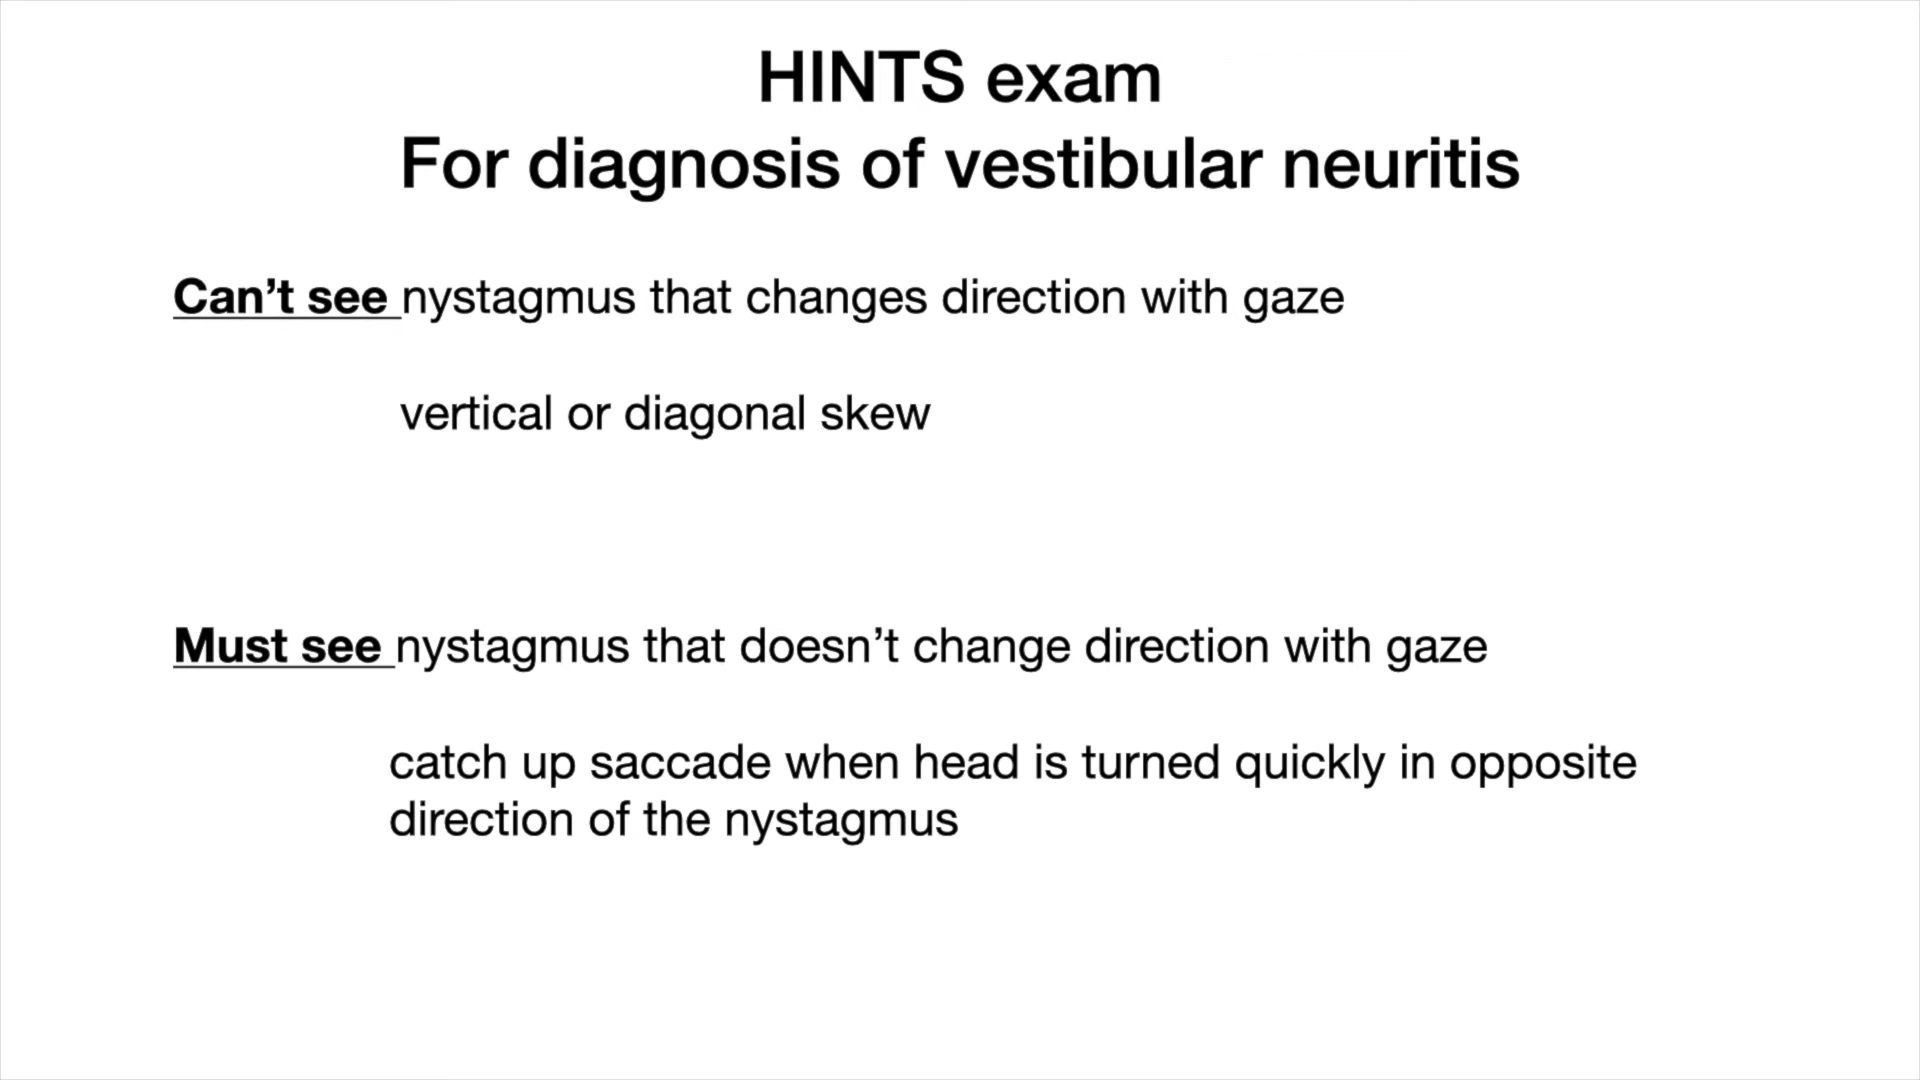 HINTS exam
For diagnosis of vestibular neuritis
Can’t see nystagmus that changes direction with gaze
vertical or diagonal skew
Must see nystagmus that doesn’t change direction with gaze
catch up saccade when head is turned quickly in opposite
direction of the nystagmus